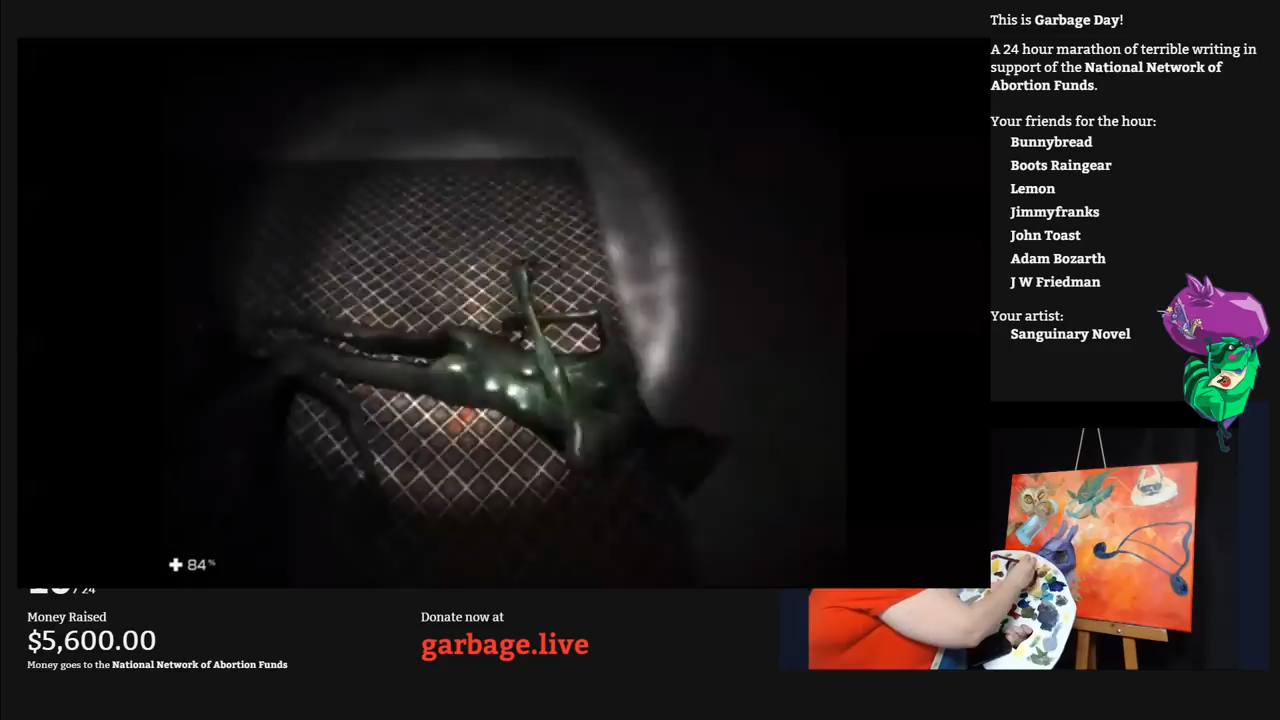 This is Garbage Day!
A 24 hour marathon of terrible writing in
support of the National Network of
Abortion Funds.
Your friends for the hour:
Bunnybread
Boots Raingear
Lemon
Jimmyfranks
John Toast
Adam Bozarth
J W Friedman
Your artist:
Sanguinary Novel
84%
/ 24
Money Raised
$5,600.00
Money goes to the National Network of Abortion Funds
Donate now at
garbage.live